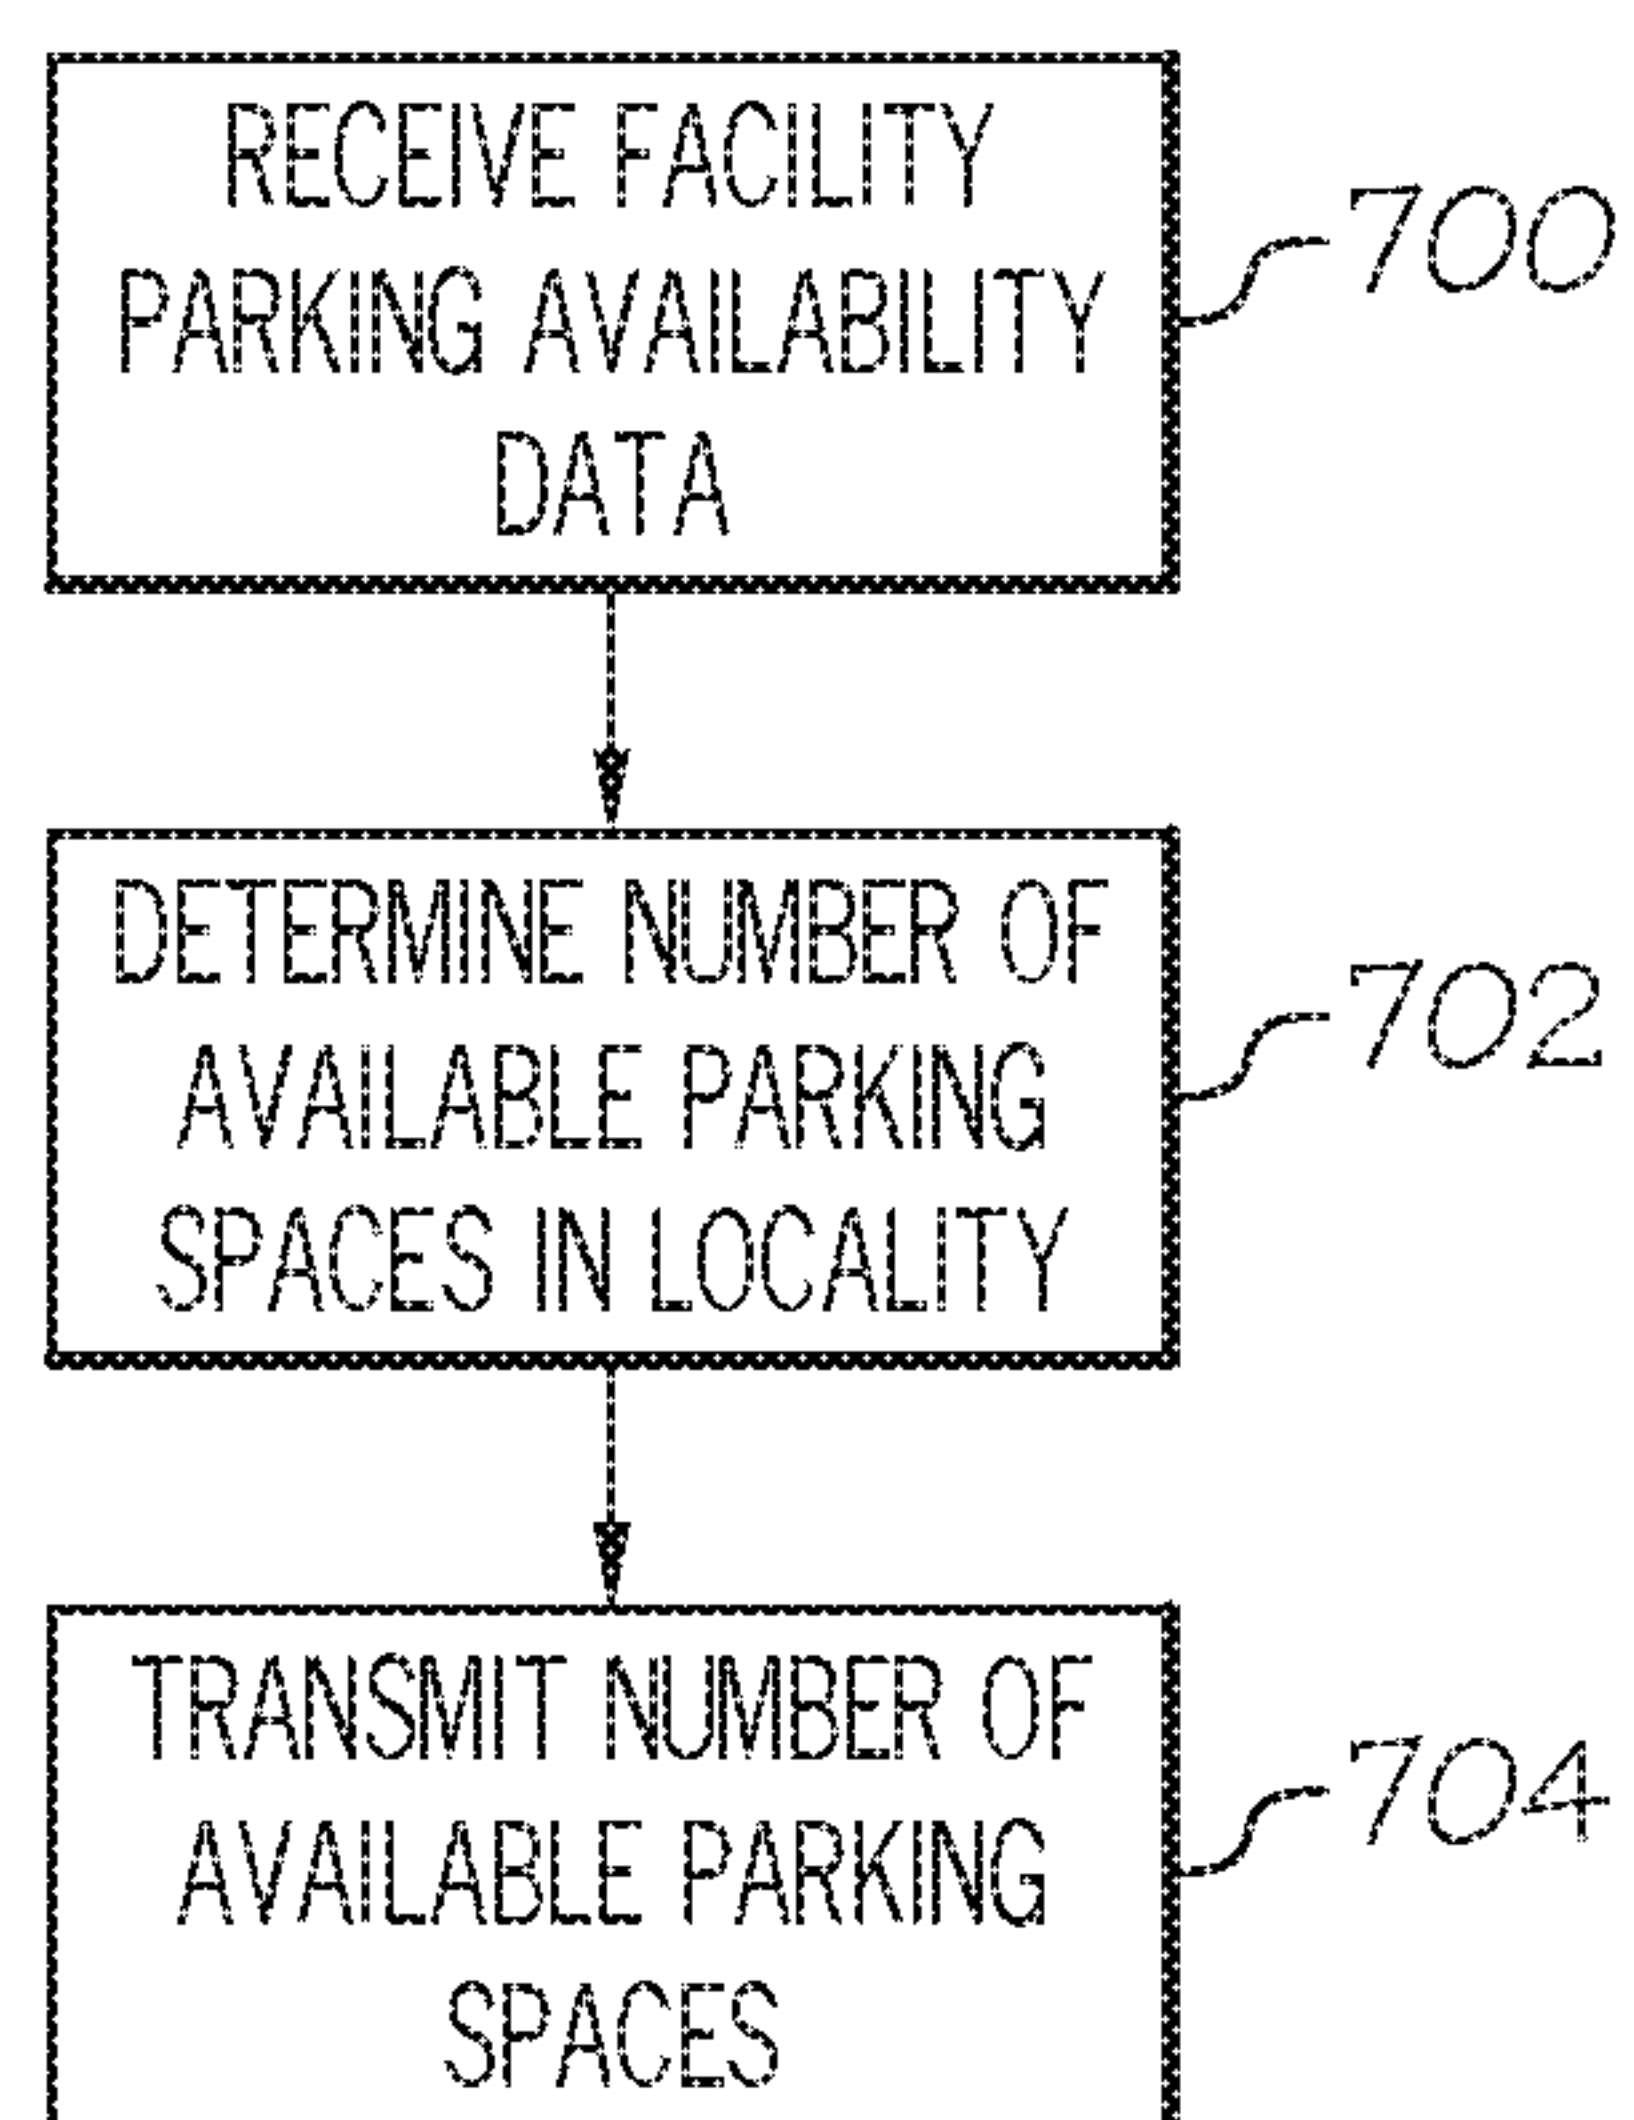 RECEIVE FACILITY
PARKING AVAILABILITY
DATA
700
DETERMINE NUMBER OF
AVAILABLE PARKING
SPACES IN LOCALITY
702
TRANSMIT NUMBER OF
AVAILABLE PARKING
SPACES
704